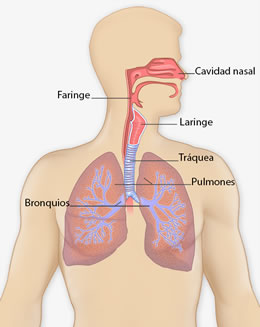 Cavidad nasal
Faringe
Laringe
Tráquea
Pulmones
Bronquios